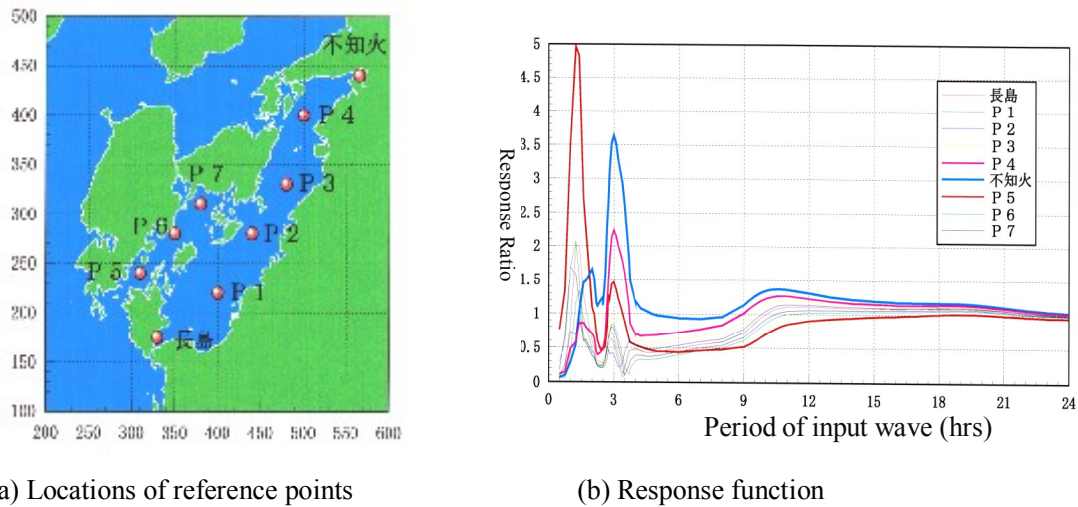 500
450
400
350
300
250
200
150
100
200 250 300 350 400 450 500 550 600
不知火
P 4
P 3
P 7
P 6
P 2
P 5
P 1
長島
a) Locations of reference points
5
4.5
4
3.5
3
2.5
2
1.5
1
0.5
0
Response Ratio
0 3 6 9 12 15 18 21 24
Period of input wave (hrs)
長島
P 1
P 2
P 3
P 4
不知火
P 5
P 6
P 7
(b) Response function